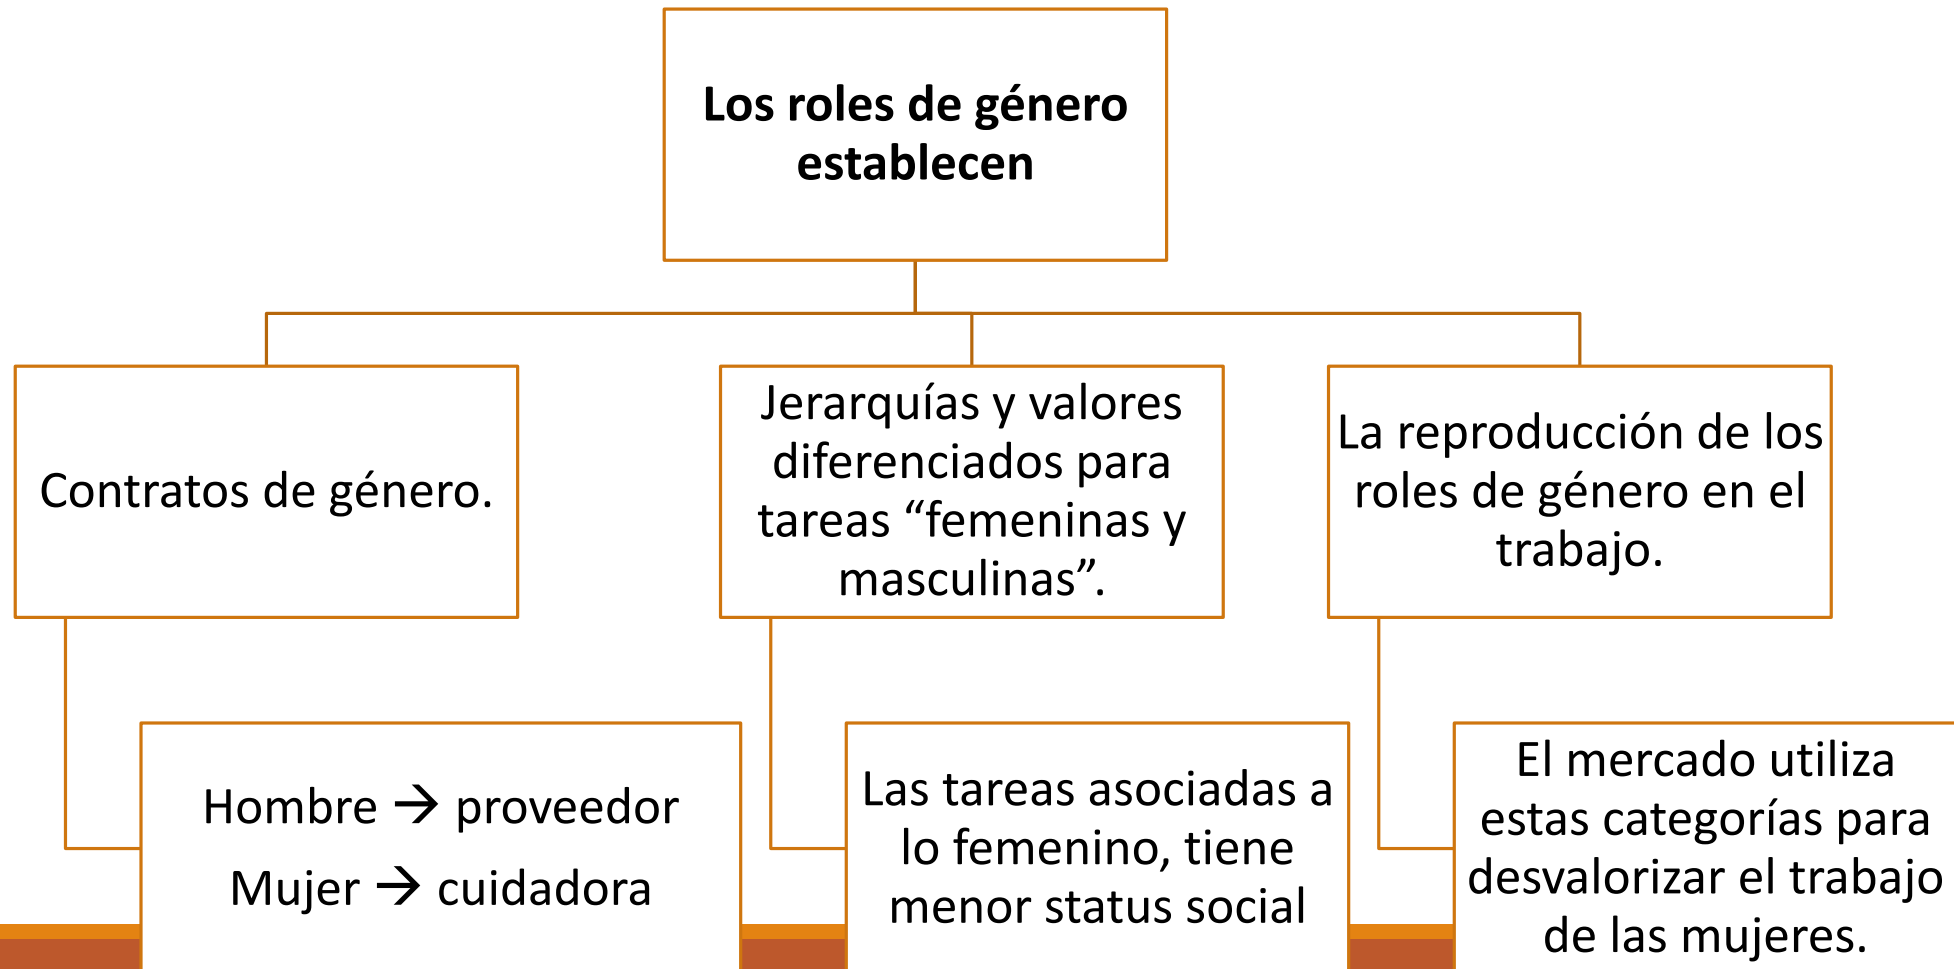 Los roles de género
establecen
Contratos de género.
Jerarquías y valores
diferenciados para
tareas “femeninas y
masculinas”.
La reproducción de los
roles de género en el
trabajo.
Hombre → proveedor
Mujer → cuidadora
Las tareas asociadas a
lo femenino, tiene
menor status social
El mercado utiliza
estas categorías para
desvalorizar el trabajo
de las mujeres.